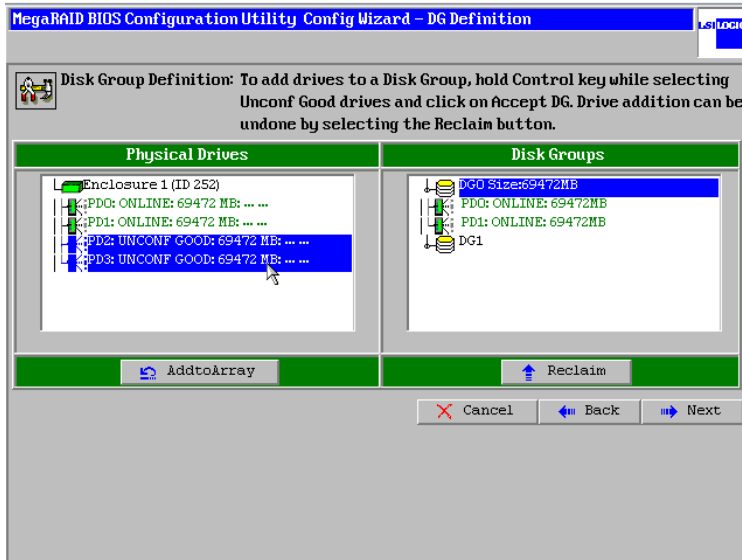 MegaRAID BIOS Configuration Utility Config Wizard - DG Definition
LSI LOGIC
Disk Group Definition: To add drives to a Disk Group, hold Control key while selecting
Unconf Good drives and click on Accept DG. Drive addition can be
undone by selecting the Reclaim button.
Physical Drives
Enclosure 1 (ID 252)
PD0: ONLINE: 69472 MB: ... ...
PD1: ONLINE: 69472 MB: ... ...
PD2: UNCONF GOOD: 69472 MB: ... ...
PD3: UNCONF GOOD: 69472 MB: ... ...
AddtoArray
Disk Groups
DG0 Size:69472MB
PD0: ONLINE: 69472MB
PD1: ONLINE: 69472MB
DG1
Reclaim
Cancel
Back
Next